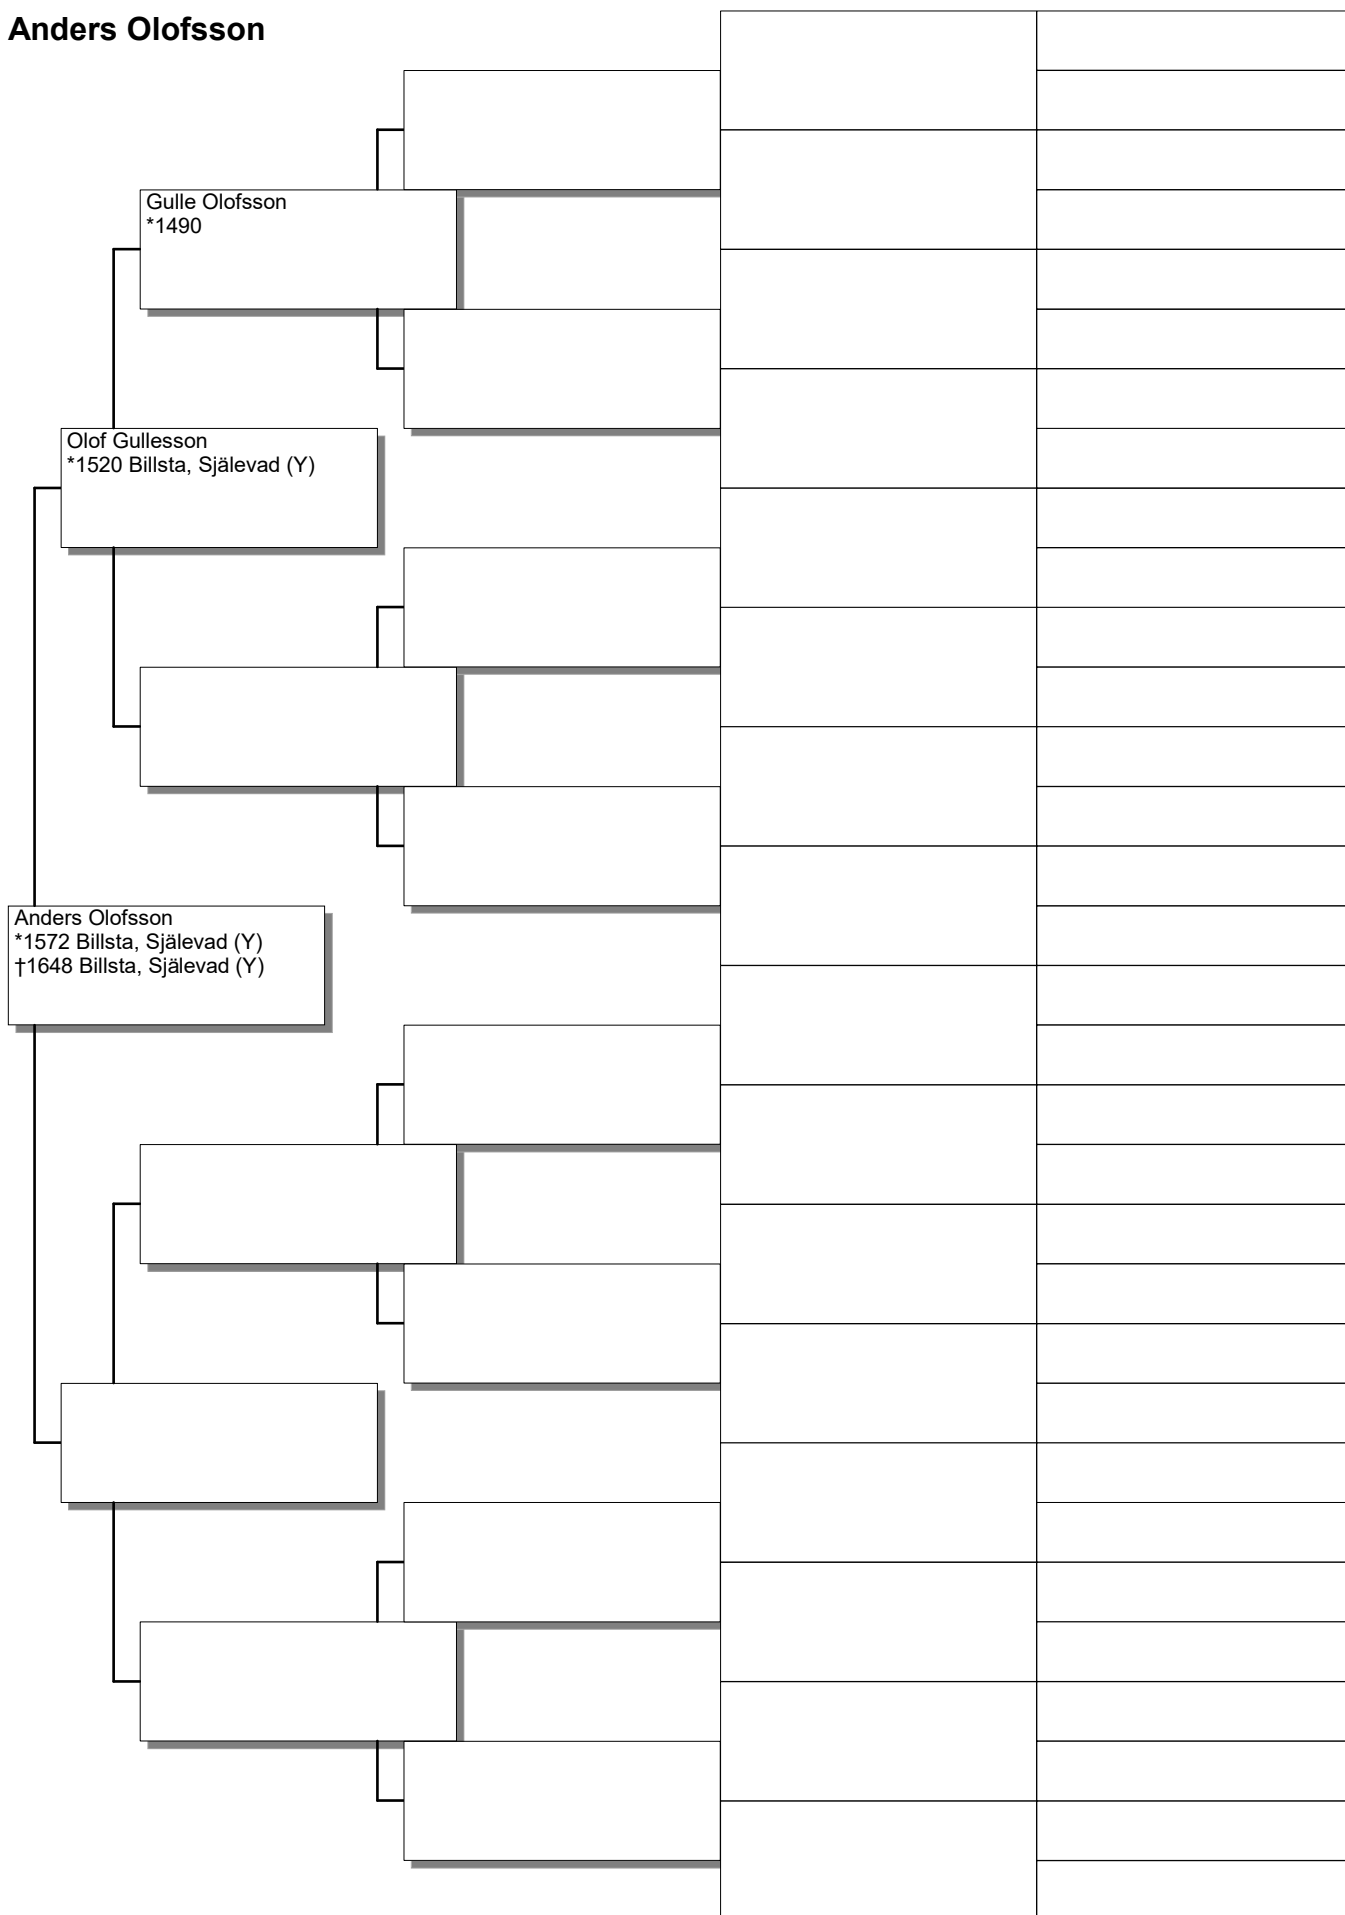 Anders Olofsson
Gulle Olofsson
*1490
Olof Gullesson
*1520 Billsta, Själevad (Y)
Anders Olofsson
*1572 Billsta, Själevad (Y)
†1648 Billsta, Själevad (Y)